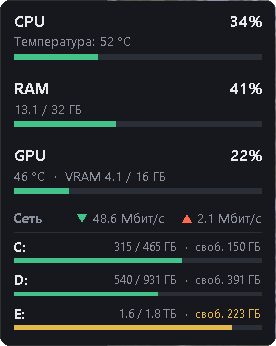 CPU 34%
Температура: 52 °C
RAM 41%
13.1 / 32 ГБ
GPU 22%
46 °C · VRAM 4.1 / 16 ГБ
Сеть ▼ 48.6 Мбит/с ▲ 2.1 Мбит/с
C: 315 / 465 ГБ · своб. 150 ГБ
D: 540 / 931 ГБ · своб. 391 ГБ
E: 1.6 / 1.8 ТБ · своб. 223 ГБ